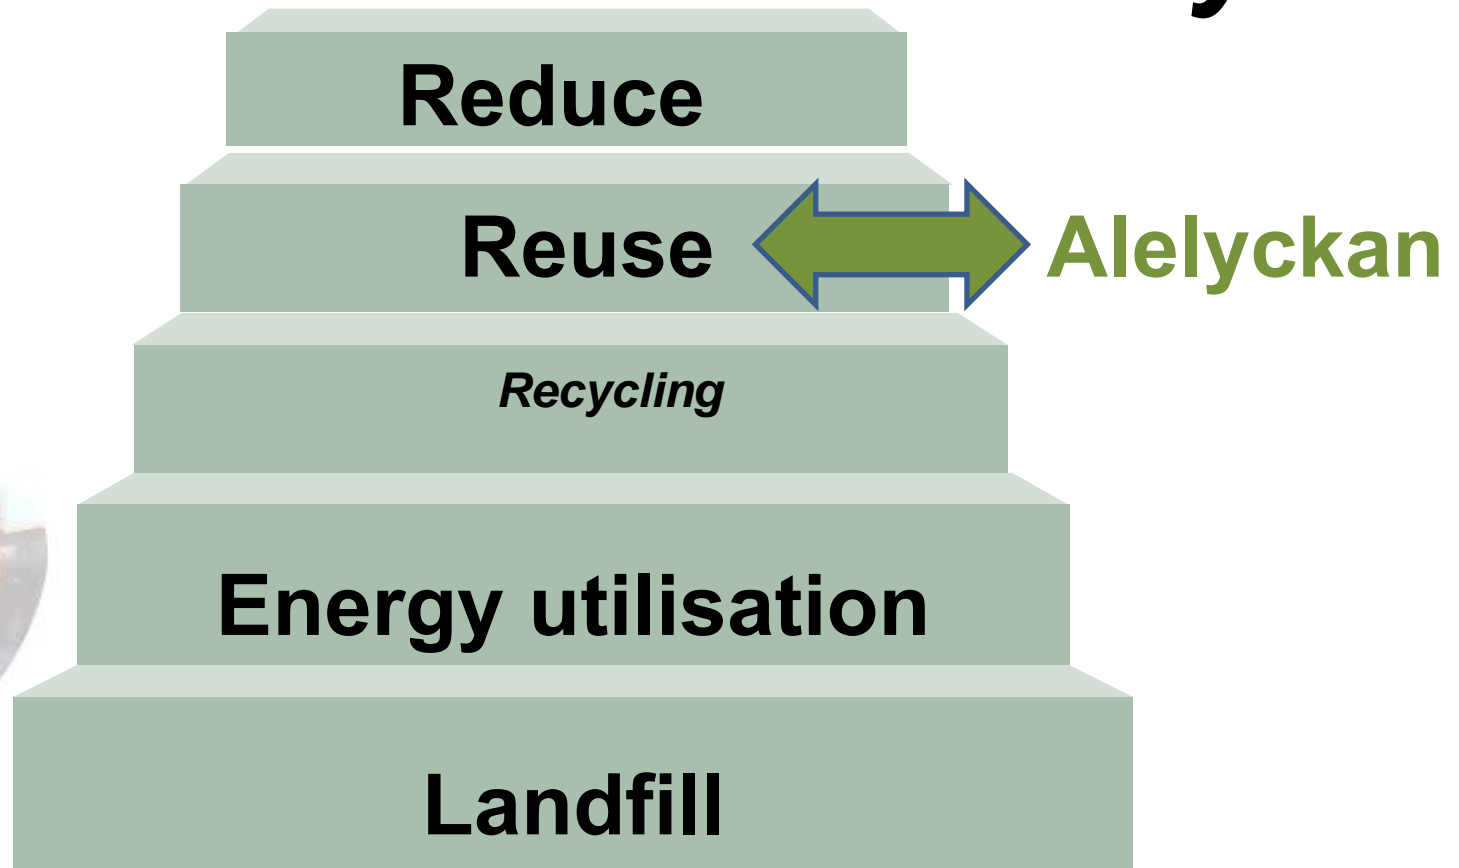 Reduce
Reuse
Alelyckan
Recycling
Energy utilisation
Landfill